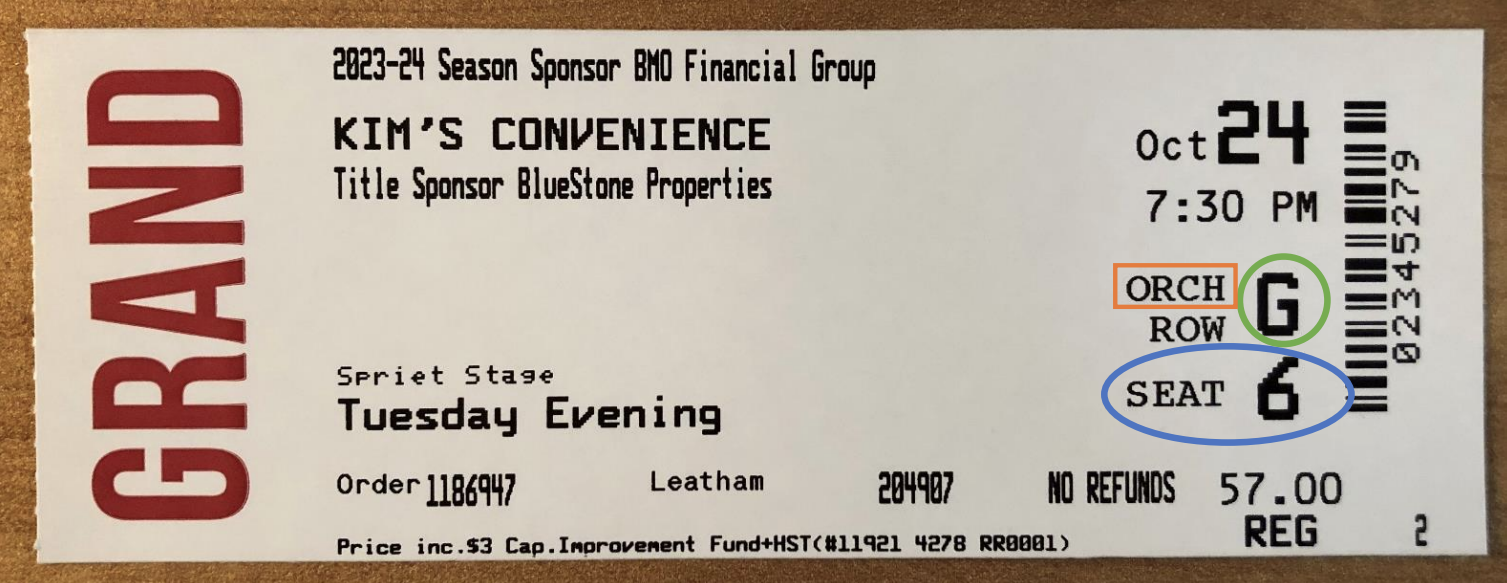 GRAND
2023-24 Season Sponsor BMO Financial Group
KIM'S CONVENIENCE
Title Sponsor BlueStone Properties
Spriet Stage
Tuesday Evening
Order 1186947 Leatham 204907 NO REFUNDS 57.00
REG 2
Price inc.$3 Cap.Improvement Fund+HST(#11921 4278 RR0001)
Oct 24
7:30 PM
ORCH
ROW G
SEAT 6
02345279